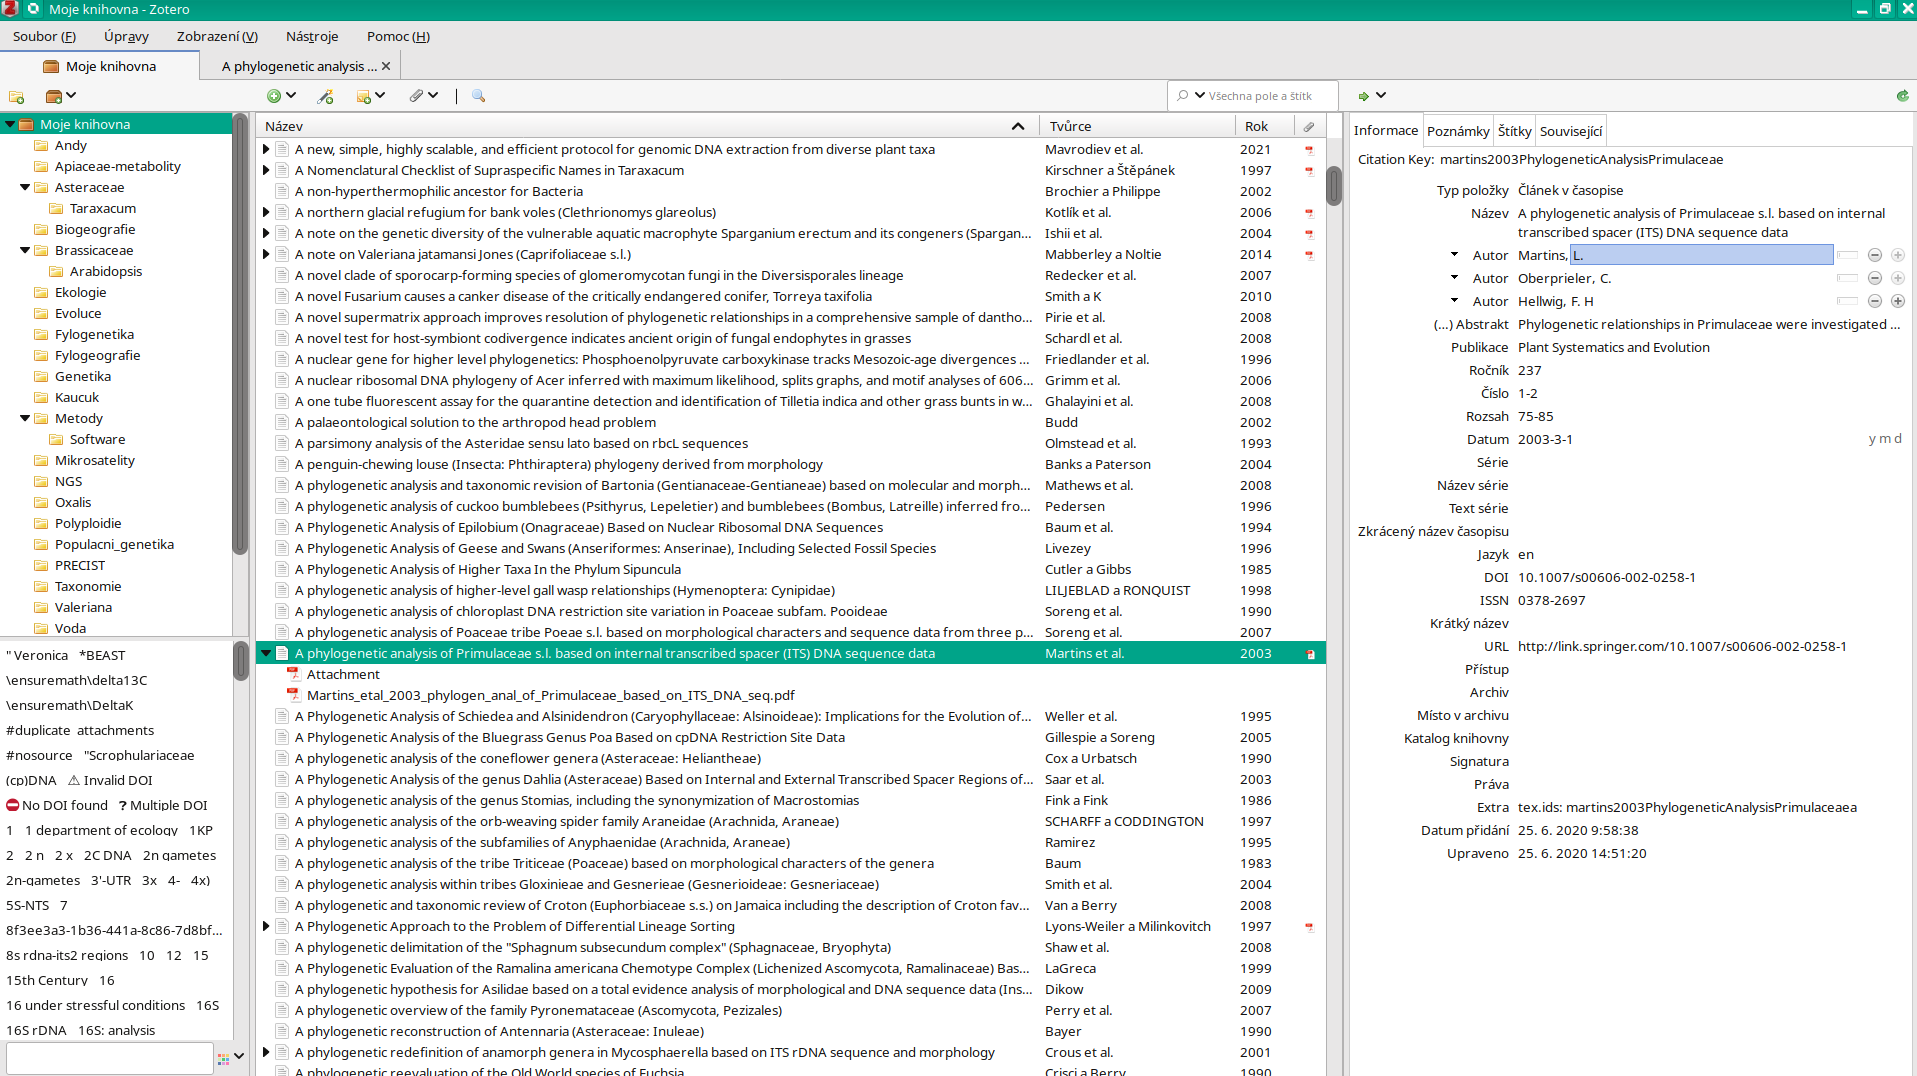 Moje knihovna - Zotero
Soubor (F) Úpravy Zobrazení (V) Nástroje Pomoc (H)
Moje knihovna A phylogenetic analysis ...
Všechna pole a štítk
Moje knihovna
Andy
Apiaceae-metabolity
Asteraceae
Taraxacum
Biogeografie
Brassicaceae
Arabidopsis
Ekologie
Evoluce
Fylogenetika
Fylogeografie
Genetika
Kaucuk
Metody
Software
Mikrosatelity
NGS
Oxalis
Polyploidie
Populacni_genetika
PRECIST
Taxonomie
Valeriana
Voda
" Veronica *BEAST
\ensuremath\delta13C
\ensuremath\DeltaK
#duplicate attachments
#nosource "Scrophulariaceae
(cp)DNA ⚠ Invalid DOI
⛔ No DOI found ? Multiple DOI
1 1 department of ecology 1KP
2 2 n 2 x 2C DNA 2n gametes
2n-gametes 3'-UTR 3x 4- 4x)
5S-NTS 7
8f3ee3a3-1b36-441a-8c86-7d8bf...
8s rdna-its2 regions 10 12 15
15th Century 16
16 under stressful conditions 16S
16S rDNA 16S: analysis
Název Tvůrce Rok
A new, simple, highly scalable, and efficient protocol for genomic DNA extraction from diverse plant taxa Mavrodiev et al. 2021
A Nomenclatural Checklist of Supraspecific Names in Taraxacum Kirschner a Štěpánek 1997
A non-hyperthermophilic ancestor for Bacteria Brochier a Philippe 2002
A northern glacial refugium for bank voles (Clethrionomys glareolus) Kotlík et al. 2006
A note on the genetic diversity of the vulnerable aquatic macrophyte Sparganium erectum and its congeners (Spargan... Ishii et al. 2004
A note on Valeriana jatamansi Jones (Caprifoliaceae s.l.) Mabberley a Noltie 2014
A novel clade of sporocarp-forming species of glomeromycotan fungi in the Diversisporales lineage Redecker et al. 2007
A novel Fusarium causes a canker disease of the critically endangered conifer, Torreya taxifolia Smith a K 2010
A novel supermatrix approach improves resolution of phylogenetic relationships in a comprehensive sample of dantho... Pirie et al. 2008
A novel test for host-symbiont codivergence indicates ancient origin of fungal endophytes in grasses Schardl et al. 2008
A nuclear gene for higher level phylogenetics: Phosphoenolpyruvate carboxykinase tracks Mesozoic-age divergences ... Friedlander et al. 1996
A nuclear ribosomal DNA phylogeny of Acer inferred with maximum likelihood, splits graphs, and motif analyses of 606... Grimm et al. 2006
A one tube fluorescent assay for the quarantine detection and identification of Tilletia indica and other grass bunts in w... Ghalayini et al. 2008
A palaeontological solution to the arthropod head problem Budd 2002
A parsimony analysis of the Asteridae sensu lato based on rbcL sequences Olmstead et al. 1993
A penguin-chewing louse (Insecta: Phthiraptera) phylogeny derived from morphology Banks a Paterson 2004
A phylogenetic analysis and taxonomic revision of Bartonia (Gentianaceae-Gentianeae) based on molecular and morph... Mathews et al. 2008
A phylogenetic analysis of cuckoo bumblebees (Psithyrus, Lepeletier) and bumblebees (Bombus, Latreille) inferred fro... Pedersen 1996
A Phylogenetic Analysis of Epilobium (Onagraceae) Based on Nuclear Ribosomal DNA Sequences Baum et al. 1994
A Phylogenetic Analysis of Geese and Swans (Anseriformes: Anserinae), Including Selected Fossil Species Livezey 1996
A Phylogenetic Analysis of Higher Taxa In the Phylum Sipuncula Cutler a Gibbs 1985
A phylogenetic analysis of higher-level gall wasp relationships (Hymenoptera: Cynipidae) LILJEBLAD a RONQUIST 1998
A phylogenetic analysis of chloroplast DNA restriction site variation in Poaceae subfam. Pooideae Soreng et al. 1990
A phylogenetic analysis of Poaceae tribe Poeae s.l. based on morphological characters and sequence data from three p... Soreng et al. 2007
A phylogenetic analysis of Primulaceae s.l. based on internal transcribed spacer (ITS) DNA sequence data Martins et al. 2003
Attachment
Martins_etal_2003_phylogen_anal_of_Primulaceae_based_on_ITS_DNA_seq.pdf
A Phylogenetic Analysis of Schiedea and Alsinidendron (Caryophyllaceae: Alsinoideae): Implications for the Evolution of... Weller et al. 1995
A Phylogenetic Analysis of the Bluegrass Genus Poa Based on cpDNA Restriction Site Data Gillespie a Soreng 2005
A phylogenetic analysis of the coneflower genera (Asteraceae: Heliantheae) Cox a Urbatsch 1990
A Phylogenetic Analysis of the genus Dahlia (Asteraceae) Based on Internal and External Transcribed Spacer Regions of... Saar et al. 2003
A phylogenetic analysis of the genus Stomias, including the synonymization of Macrostomias Fink a Fink 1986
A phylogenetic analysis of the orb-weaving spider family Araneidae (Arachnida, Araneae) SCHARFF a CODDINGTON 1997
A phylogenetic analysis of the subfamilies of Anyphaenidae (Arachnida, Araneae) Ramirez 1995
A phylogenetic analysis of the tribe Triticeae (Poaceae) based on morphological characters of the genera Baum 1983
A phylogenetic analysis within tribes Gloxinieae and Gesnerieae (Gesnerioideae: Gesneriaceae) Smith et al. 2004
A phylogenetic and taxonomic review of Croton (Euphorbiaceae s.s.) on Jamaica including the description of Croton fav... Van a Berry 2008
A Phylogenetic Approach to the Problem of Differential Lineage Sorting Lyons-Weiler a Milinkovitch 1997
A phylogenetic delimitation of the "Sphagnum subsecundum complex" (Sphagnaceae, Bryophyta) Shaw et al. 2008
A Phylogenetic Evaluation of the Ramalina americana Chemotype Complex (Lichenized Ascomycota, Ramalinaceae) Bas... LaGreca 1999
A phylogenetic hypothesis for Asilidae based on a total evidence analysis of morphological and DNA sequence data (Ins... Dikow 2009
A phylogenetic overview of the family Pyronemataceae (Ascomycota, Pezizales) Perry et al. 2007
A phylogenetic reconstruction of Antennaria (Asteraceae: Inuleae) Bayer 1990
A phylogenetic redefinition of anamorph genera in Mycosphaerella based on ITS rDNA sequence and morphology Crous et al. 2001
A phylogenetic reevaluation of the Old World species of Fuchsia Crisci a Berry 1990
Informace Poznámky Štítky Související
Citation Key: martins2003PhylogeneticAnalysisPrimulaceae
Typ položky Článek v časopise
Název A phylogenetic analysis of Primulaceae s.l. based on internal
transcribed spacer (ITS) DNA sequence data
Autor Martins, L.
Autor Oberprieler, C.
Autor Hellwig, F. H
(...) Abstrakt Phylogenetic relationships in Primulaceae were investigated ...
Publikace Plant Systematics and Evolution
Ročník 237
Číslo 1-2
Rozsah 75-85
Datum 2003-3-1 y m d
Série
Název série
Text série
Zkrácený název časopisu
Jazyk en
DOI 10.1007/s00606-002-0258-1
ISSN 0378-2697
Krátký název
URL http://link.springer.com/10.1007/s00606-002-0258-1
Přístup
Archiv
Místo v archivu
Katalog knihovny
Signatura
Práva
Extra tex.ids: martins2003PhylogeneticAnalysisPrimulaceaea
Datum přidání 25. 6. 2020 9:58:38
Upraveno 25. 6. 2020 14:51:20